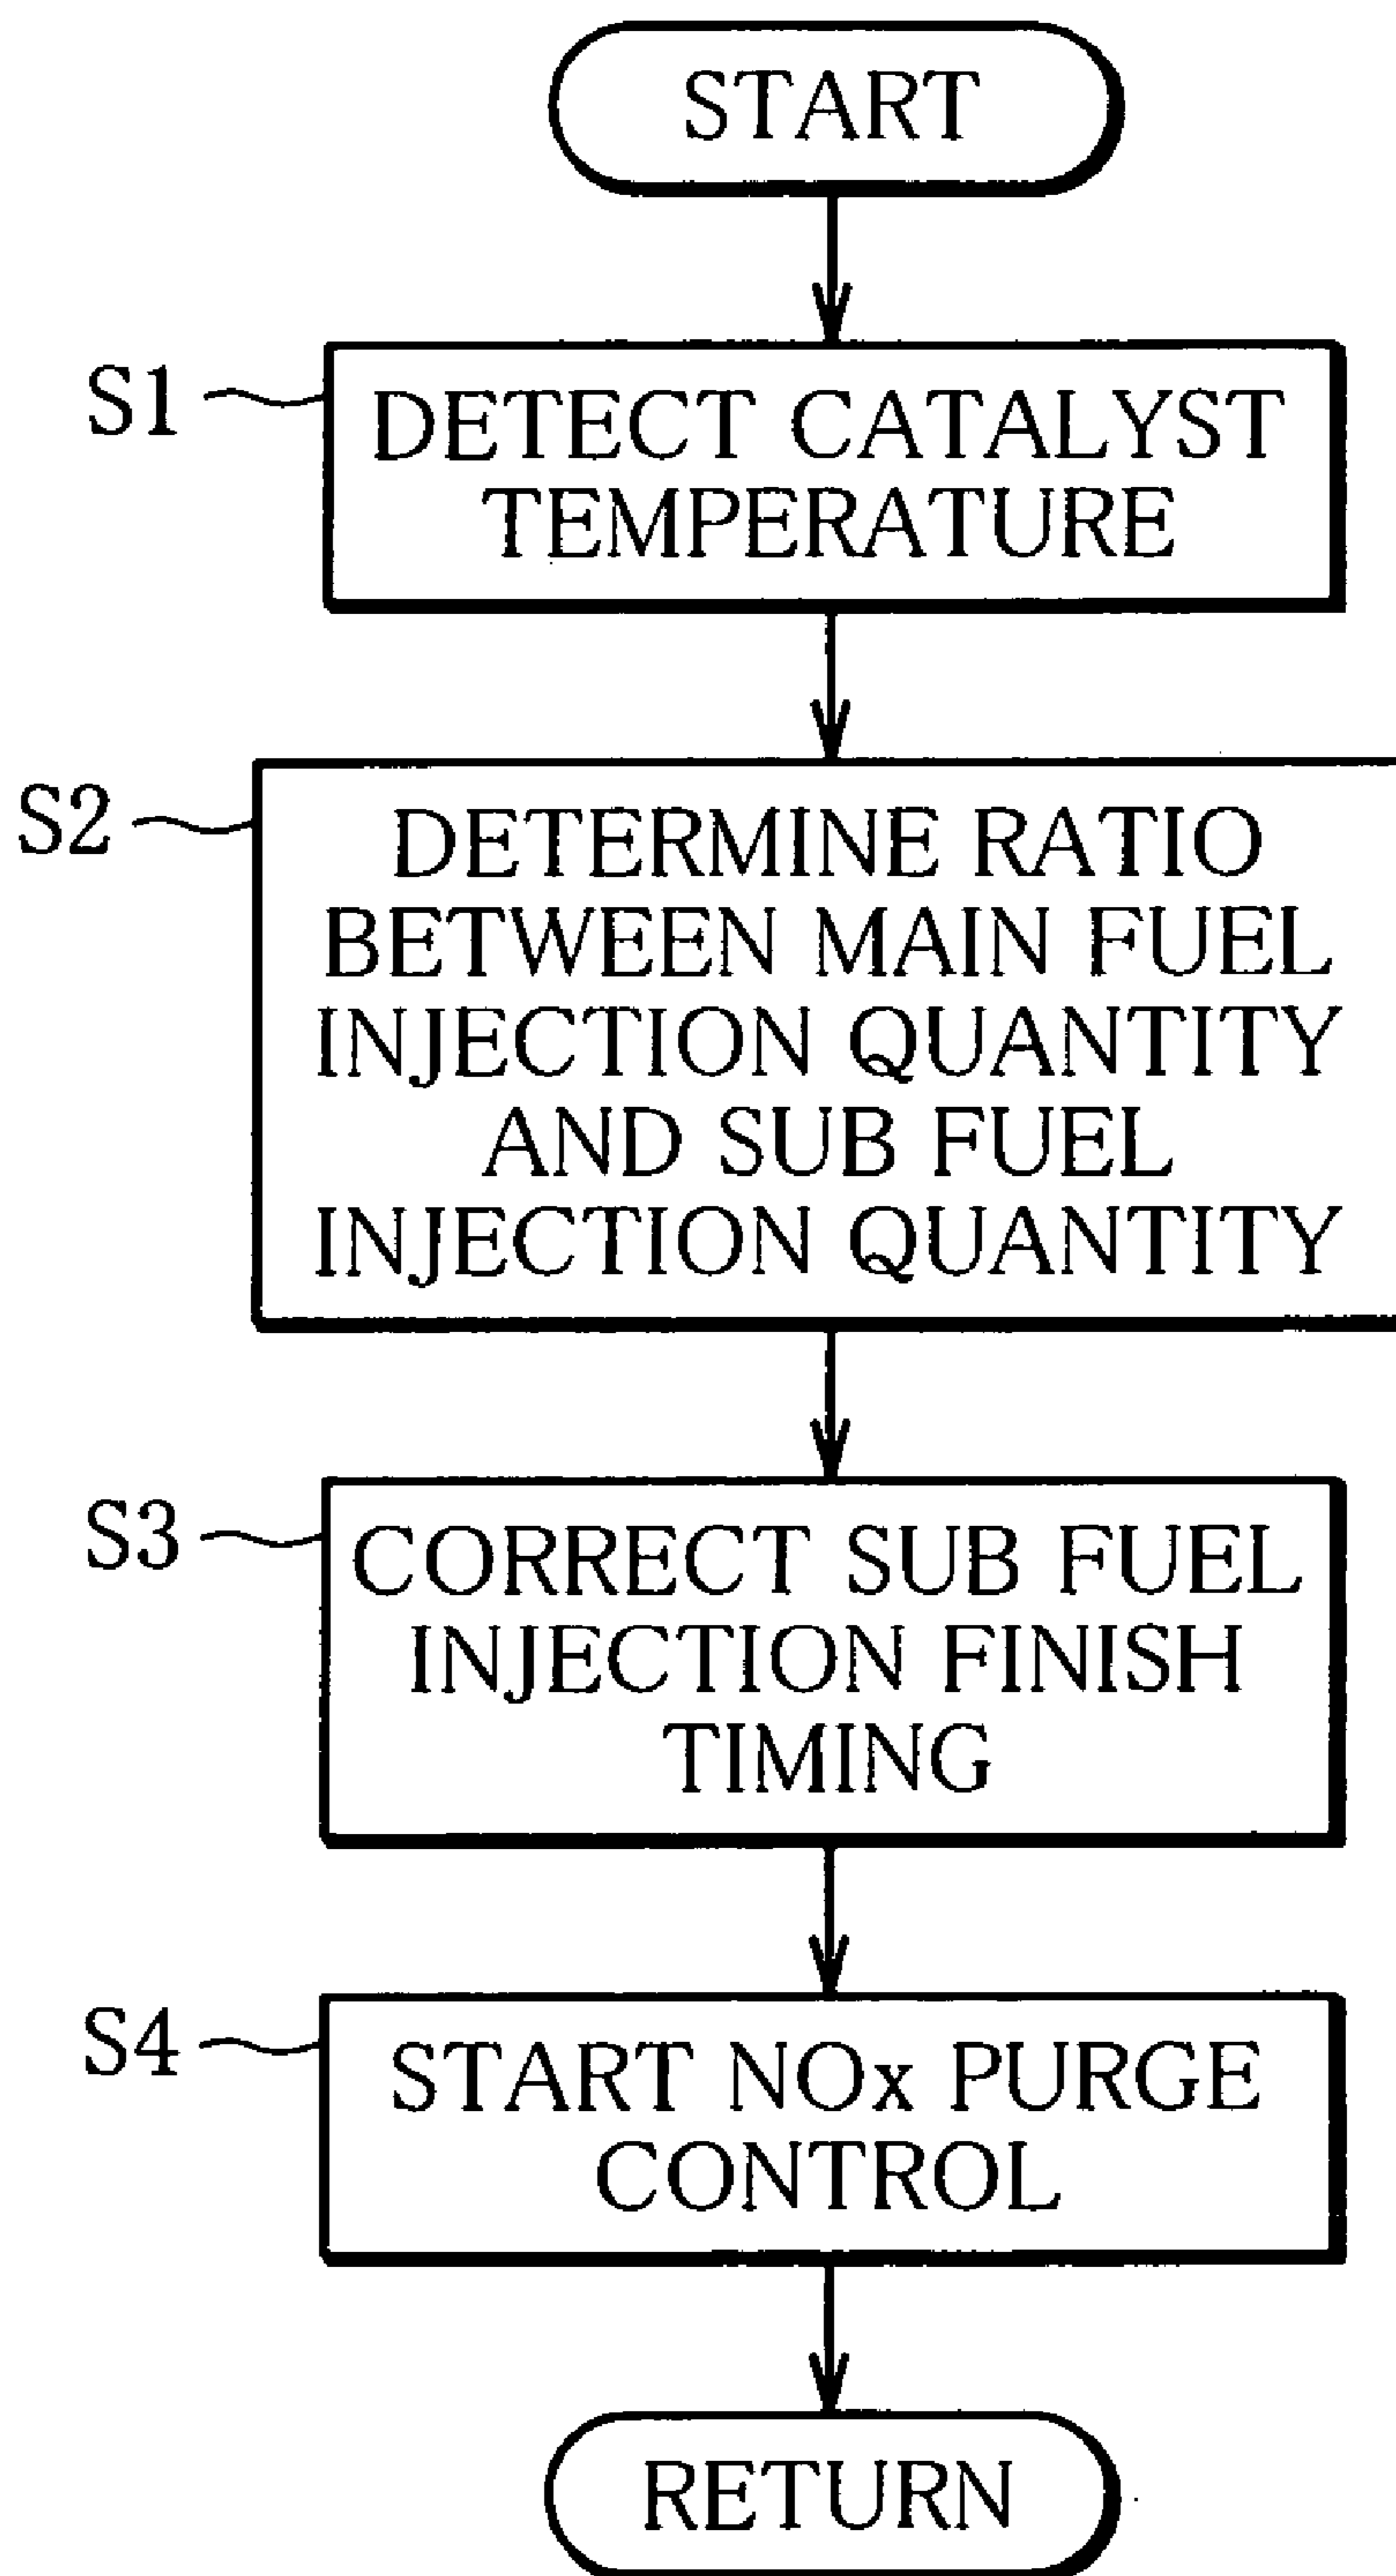 START
S1
DETECT CATALYST
TEMPERATURE
S2
DETERMINE RATIO
BETWEEN MAIN FUEL
INJECTION QUANTITY
AND SUB FUEL
INJECTION QUANTITY
S3
CORRECT SUB FUEL
INJECTION FINISH
TIMING
S4
START NOx PURGE
CONTROL
RETURN